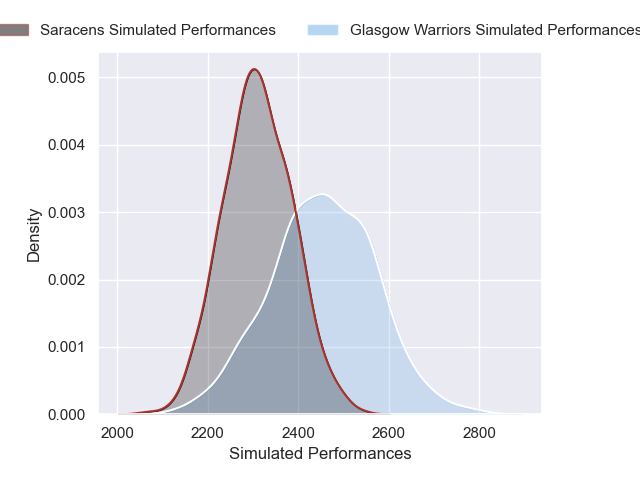 Saracens Simulated Performances Glasgow Warriors Simulated Performances
0.005
0.004
0.003
0.002
0.001
0.000
Density
2000 2200 2400 2600 2800
Simulated Performances